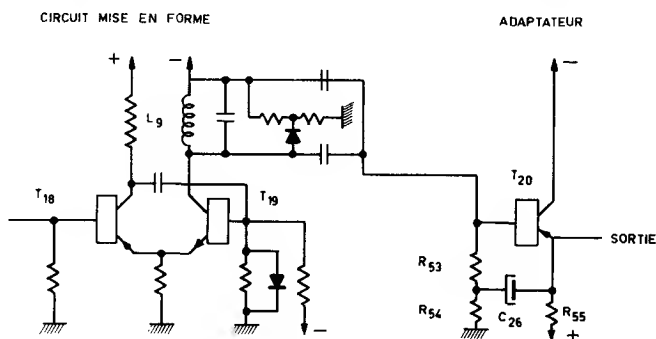 CIRCUIT MISE EN FORME
ADAPTATEUR
+
−
−
L9
T18
T19
T20
SORTIE
R53
R54
C26
R55
−
+